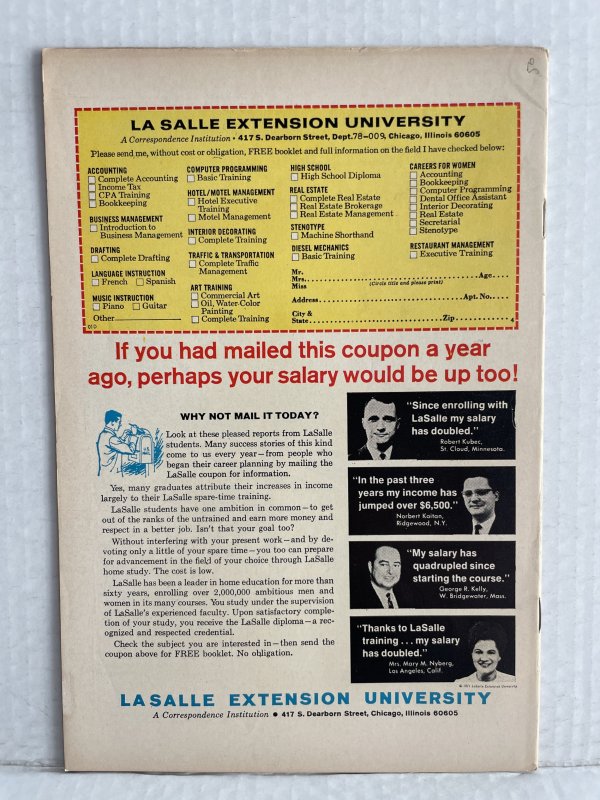 LA SALLE EXTENSION UNIVERSITY
A Correspondence Institution • 417 S. Dearborn Street, Dept. 78-009, Chicago, Illinois 60605
Please send me, without cost or obligation, FREE booklet and full information on the field I have checked below:
ACCOUNTING
Complete Accounting
Income Tax
CPA Training
Bookkeeping
BUSINESS MANAGEMENT
Introduction to
Business Management
DRAFTING
Complete Drafting
LANGUAGE INSTRUCTION
French Spanish
MUSIC INSTRUCTION
Piano Guitar
Other
010
COMPUTER PROGRAMMING
Basic Training
HOTEL/MOTEL MANAGEMENT
Hotel Executive
Training
Motel Management
INTERIOR DECORATING
Complete Training
TRAFFIC & TRANSPORTATION
Complete Traffic
Management
ART TRAINING
Commercial Art
Oil, Water Color
Painting
Complete Training
HIGH SCHOOL
High School Diploma
REAL ESTATE
Complete Real Estate
Real Estate Brokerage
Real Estate Management
STENOTYPE
Machine Shorthand
DIESEL MECHANICS
Basic Training
CAREERS FOR WOMEN
Accounting
Bookkeeping
Computer Programming
Dental Office Assistant
Interior Decorating
Real Estate
Secretarial
Stenotype
RESTAURANT MANAGEMENT
Executive Training
Mr.
Mrs. Age
Miss (Circle title and please print)
Address Apt. No.
City &
State Zip 4
If you had mailed this coupon a year
ago, perhaps your salary would be up too!
WHY NOT MAIL IT TODAY?
Look at these pleased reports from LaSalle
students. Many success stories of this kind
come to us every year—from people who
began their career planning by mailing the
LaSalle coupon for information.
Yes, many graduates attribute their increases in income
largely to their LaSalle spare-time training.
LaSalle students have one ambition in common—to get
out of the ranks of the untrained and earn more money and
respect in a better job. Isn't that your goal too?
Without interfering with your present work—and by de-
voting only a little of your spare time—you too can prepare
for advancement in the field of your choice through LaSalle
home study. The cost is low.
LaSalle has been a leader in home education for more than
sixty years, enrolling over 2,000,000 ambitious men and
women in its many courses. You study under the supervision
of LaSalle's experienced faculty. Upon satisfactory comple-
tion of your study, you receive the LaSalle diploma—a rec-
ognized and respected credential.
Check the subject you are interested in—then send the
coupon above for FREE booklet. No obligation.
"Since enrolling with
LaSalle my salary
has doubled."
Robert Kubec,
St. Cloud, Minnesota.
"In the past three
years my income has
jumped over $6,500."
Norbert Kaitan,
Ridgewood, N.Y.
"My salary has
quadrupled since
starting the course."
George R. Kelly,
W. Bridgewater, Mass.
"Thanks to LaSalle
training . . . my salary
has doubled."
Mrs. Mary M. Nyberg,
Los Angeles, Calif.
© 1971 LaSalle Extension University
LASALLE EXTENSION UNIVERSITY
A Correspondence Institution • 417 S. Dearborn Street, Chicago, Illinois 60605